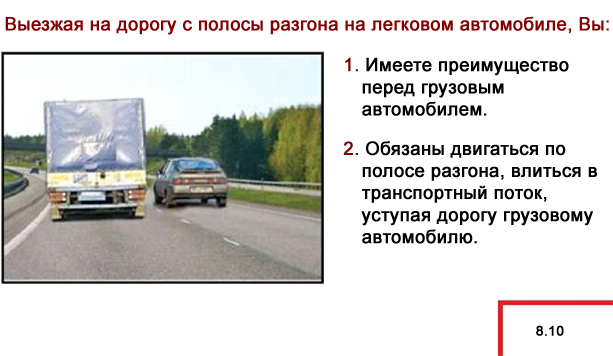 Выезжая на дорогу с полосы разгона на легковом автомобиле, Вы:
1. Имеете преимущество
перед грузовым
автомобилем.
2. Обязаны двигаться по
полосе разгона, влиться в
транспортный поток,
уступая дорогу грузовому
автомобилю.
8.10